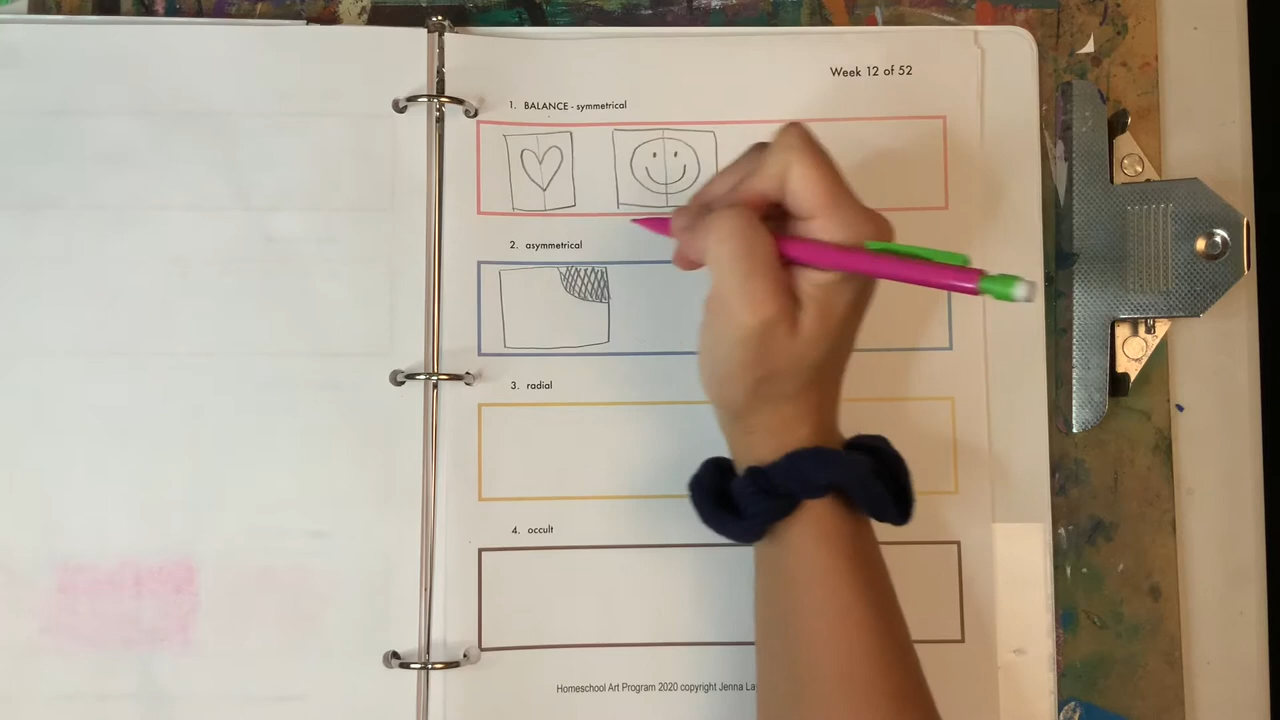 Week 12 of 52
1. BALANCE - symmetrical
2. asymmetrical
3. radial
4. occult
Homeschool Art Program 2020 copyright Jenna